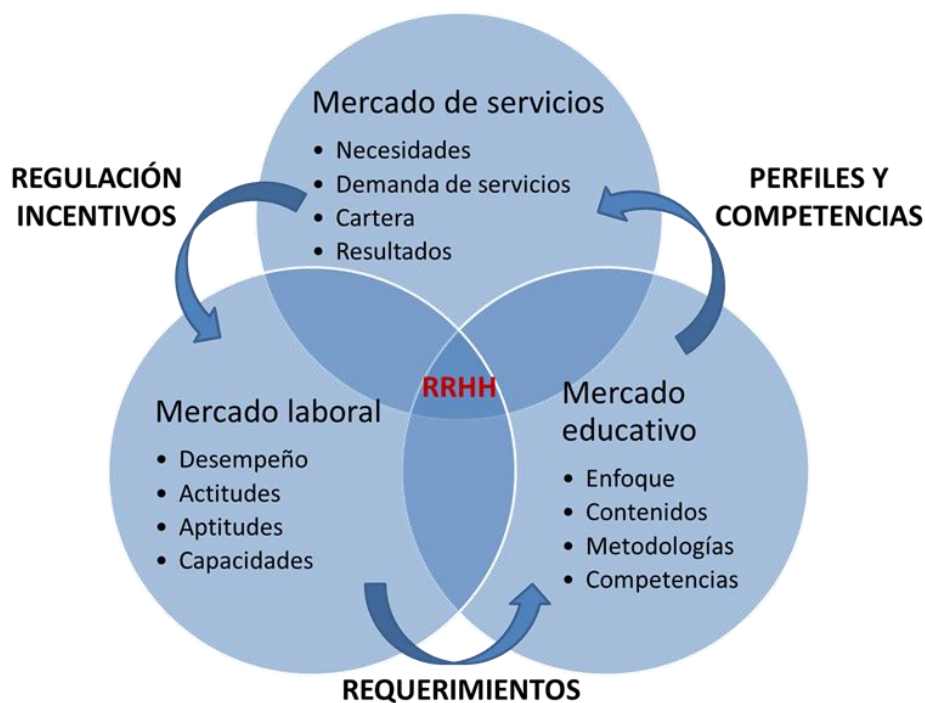 Mercado de servicios
• Necesidades
• Demanda de servicios
• Cartera
• Resultados
REGULACIÓN
INCENTIVOS
PERFILES Y
COMPETENCIAS
RRHH
Mercado laboral
• Desempeño
• Actitudes
• Aptitudes
• Capacidades
Mercado
educativo
• Enfoque
• Contenidos
• Metodologías
• Competencias
REQUERIMIENTOS